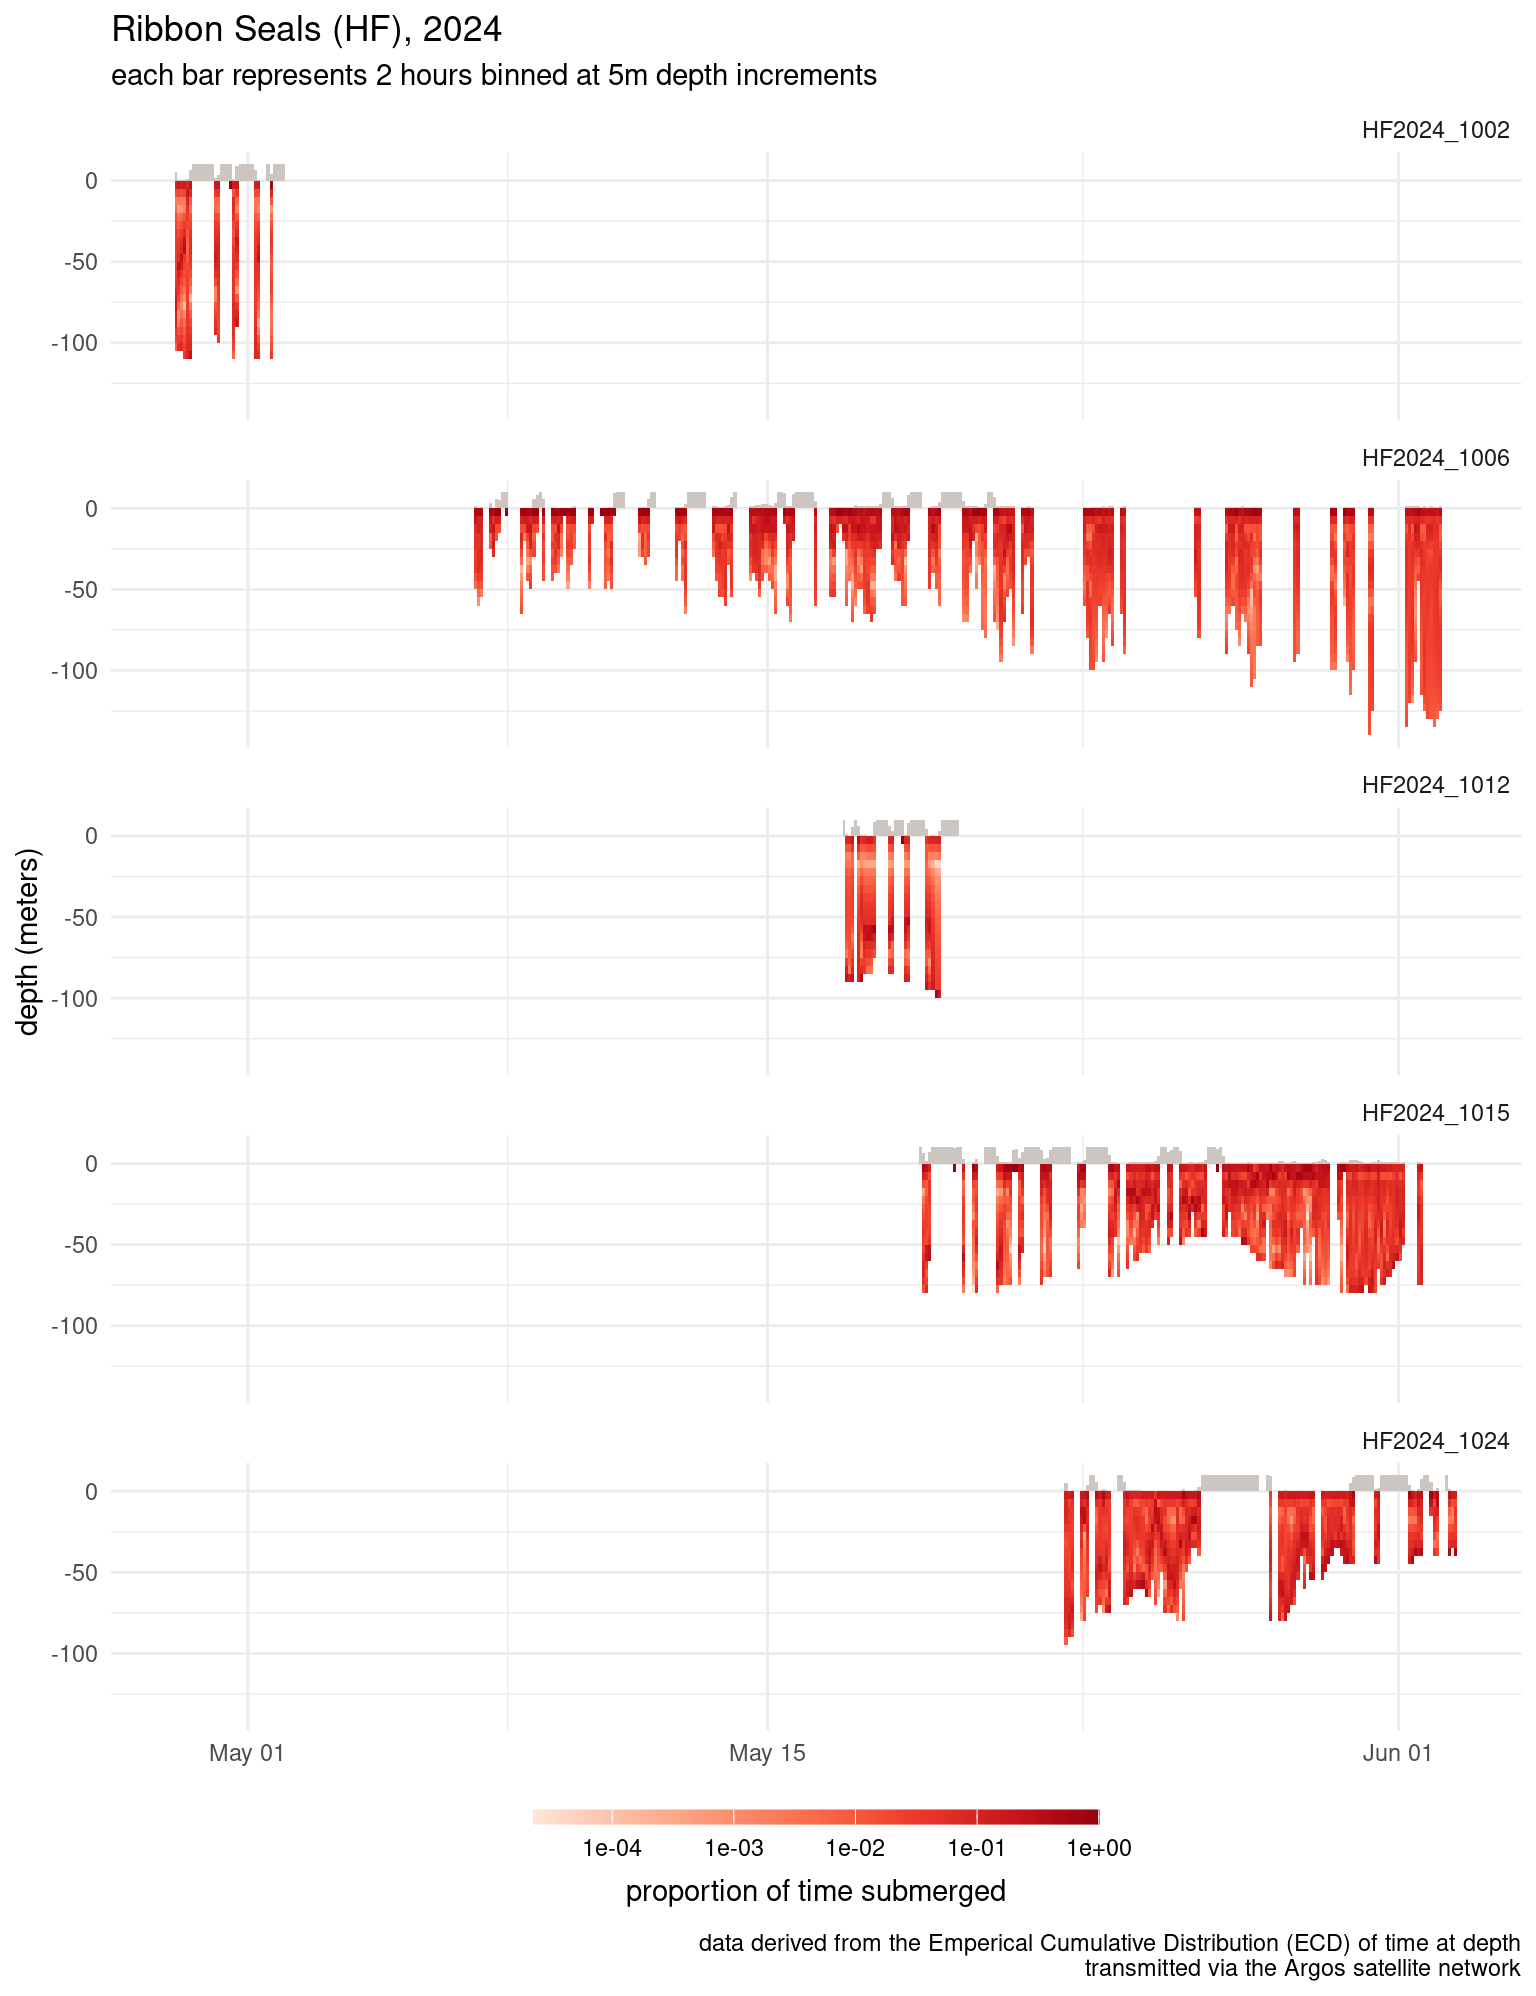 Ribbon Seals (HF), 2024
each bar represents 2 hours binned at 5m depth increments
HF2024_1002
0
-50
-100
HF2024_1006
0
-50
-100
HF2024_1012
0
-50
-100
depth (meters)
HF2024_1015
0
-50
-100
HF2024_1024
0
-50
-100
May 01 May 15 Jun 01
1e-04 1e-03 1e-02 1e-01 1e+00
proportion of time submerged
data derived from the Emperical Cumulative Distribution (ECD) of time at depth
transmitted via the Argos satellite network